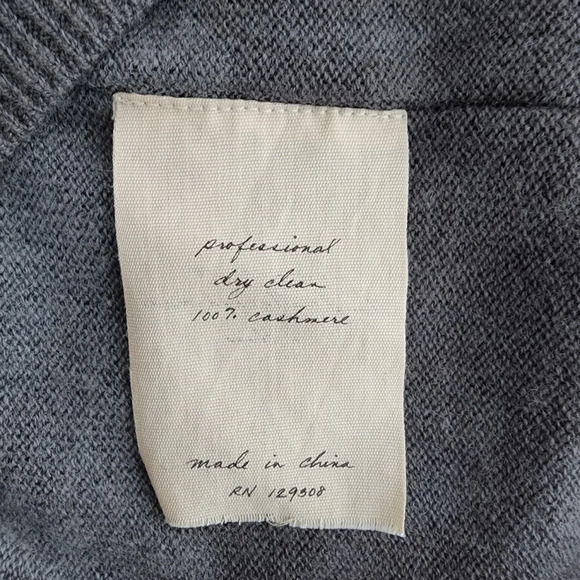 professional
dry clean
100% cashmere
made in china
RN 129308